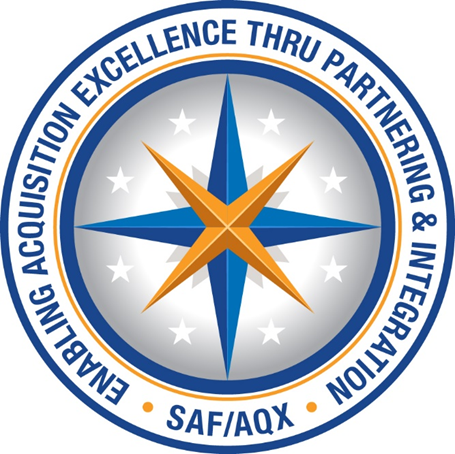 ENABLING ACQUISITION EXCELLENCE THRU PARTNERING & INTEGRATION
• SAF/AQX •